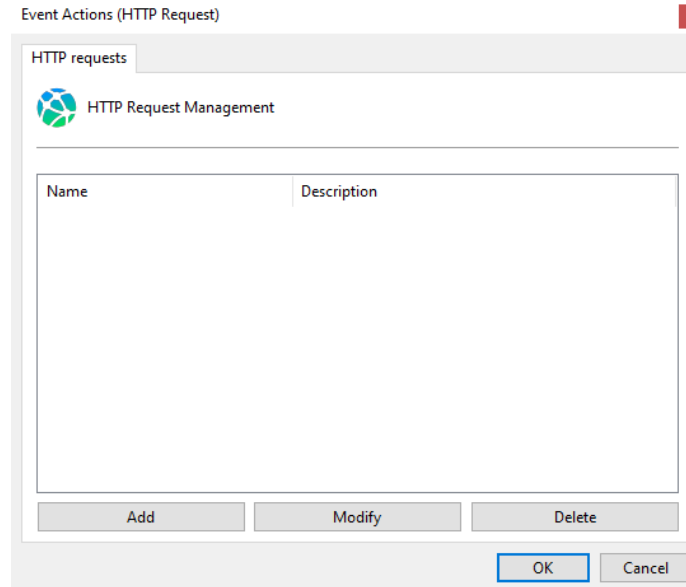 Event Actions (HTTP Request)
HTTP requests
HTTP Request Management
Name Description
Add Modify Delete
OK Cancel